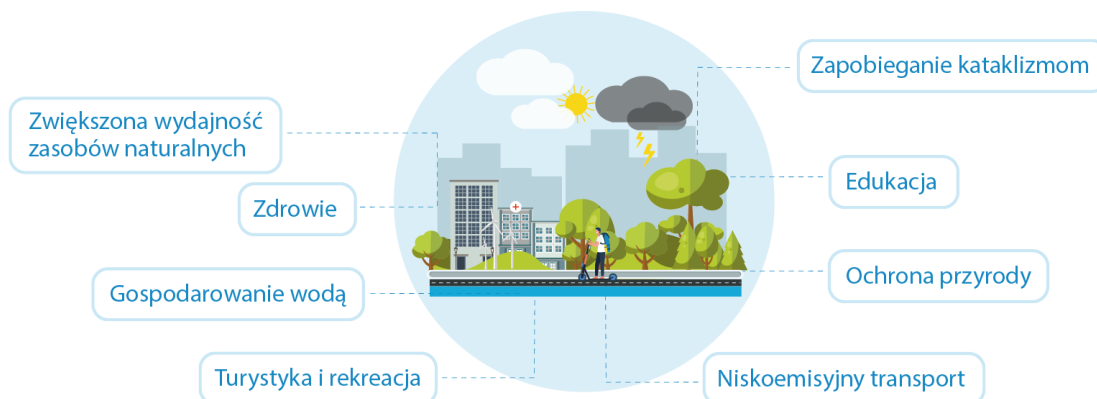 Zapobieganie kataklizmom
Zwiększona wydajność
zasobów naturalnych
Edukacja
Zdrowie
Ochrona przyrody
Gospodarowanie wodą
Turystyka i rekreacja
Niskoemisyjny transport